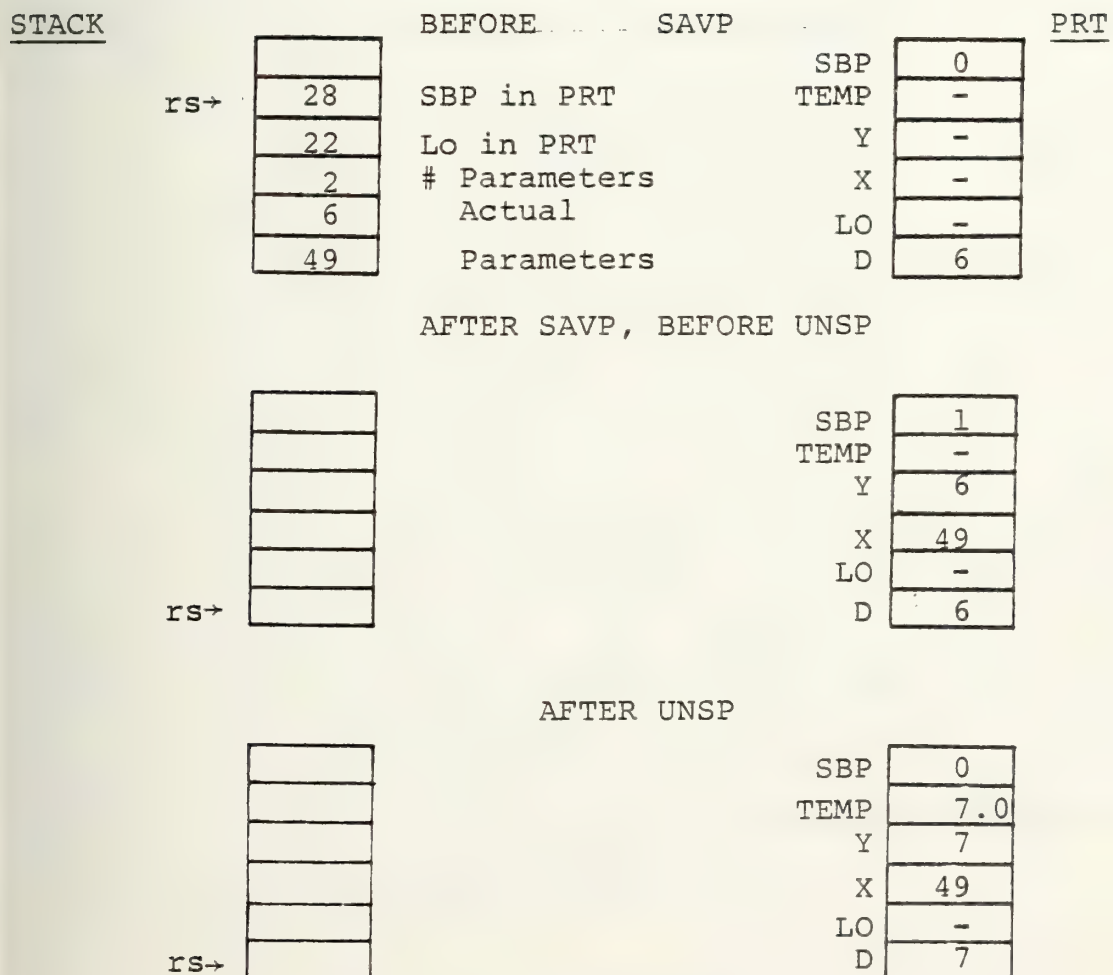 STACK BEFORE SAVP PRT
SBP 0
rs→ 28 SBP in PRT TEMP -
22 Lo in PRT Y -
2 # Parameters X -
6 Actual LO -
49 Parameters D 6
AFTER SAVP, BEFORE UNSP
SBP 1
TEMP -
Y 6
X 49
LO -
rs→ D 6
AFTER UNSP
SBP 0
TEMP 7.0
Y 7
X 49
LO -
rs→ D 7